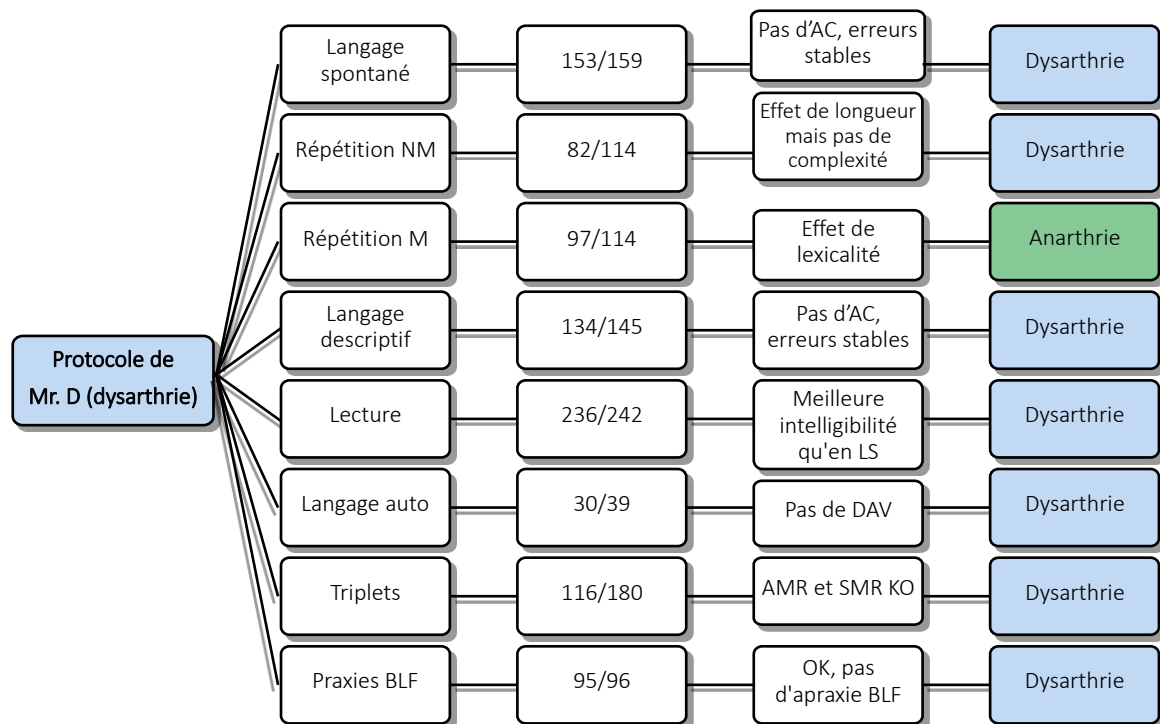 Langage
spontané
153/159
Pas d’AC, erreurs
stables
Dysarthrie
Répétition NM
82/114
Effet de longueur
mais pas de
complexité
Dysarthrie
Répétition M
97/114
Effet de
lexicalité
Anarthrie
Langage
descriptif
134/145
Pas d’AC,
erreurs stables
Dysarthrie
Protocole de
Mr. D (dysarthrie)
Lecture
236/242
Meilleure
intelligibilité
qu'en LS
Dysarthrie
Langage auto
30/39
Pas de DAV
Dysarthrie
Triplets
116/180
AMR et SMR KO
Dysarthrie
Praxies BLF
95/96
OK, pas
d'apraxie BLF
Dysarthrie